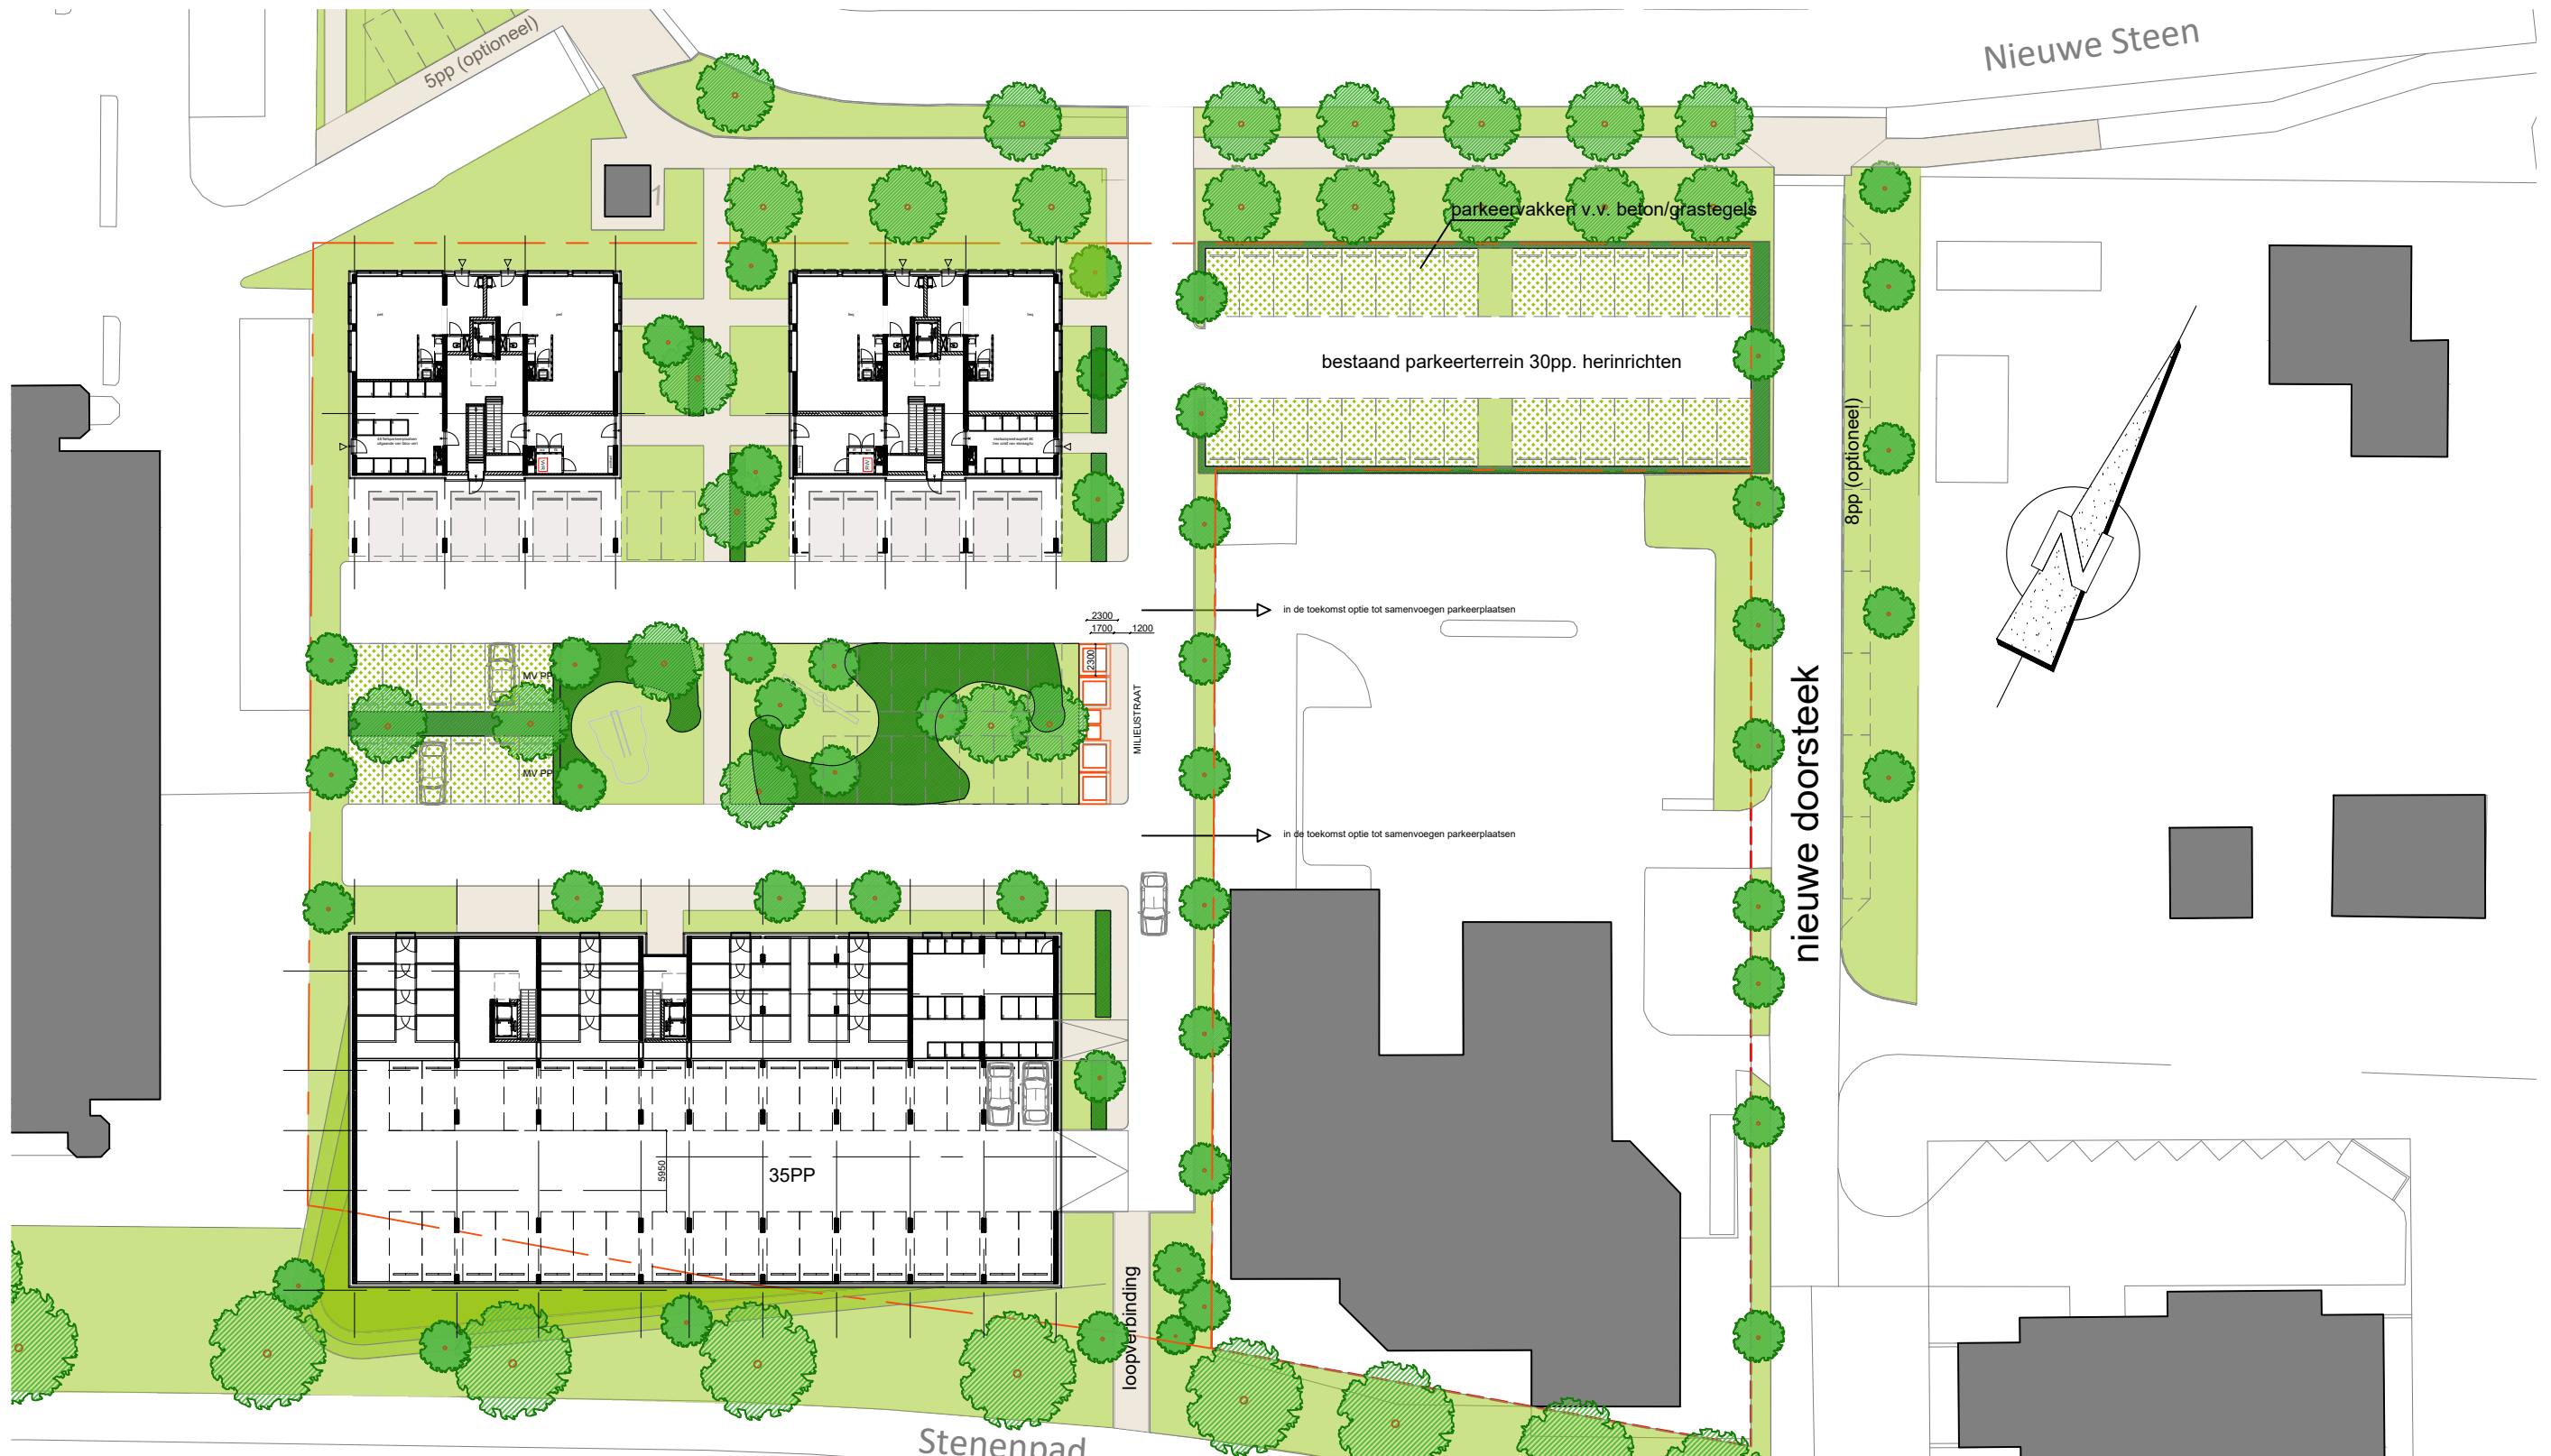 Nieuwe Steen
5pp (optioneel)
1
parkeervakken v.v. beton/grastegels
bestaand parkeerterrein 30pp. herinrichten
8pp (optioneel)
in de toekomst optie tot samenvoegen parkeerplaatsen
2300
1700
1200
2300
MV PP
MV PP
MILIEUSTRAAT
nieuwe doorsteek
in de toekomst optie tot samenvoegen parkeerplaatsen
35PP
5950
loopverbinding
Stenenpad